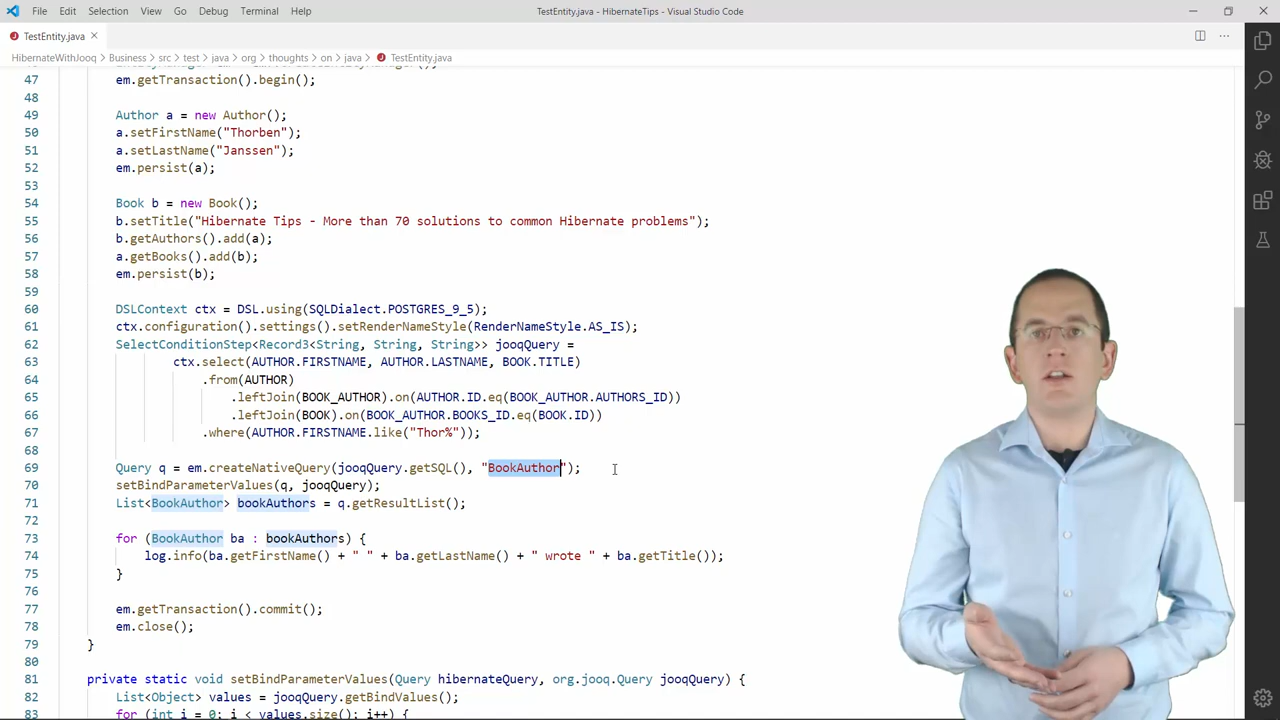 File Edit Selection View Go Debug Terminal Help
TestEntity.java - HibernateTips - Visual Studio Code
TestEntity.java
HibernateWithJooq > Business > src > test > java > org > thoughts > on > java > TestEntity.java
47 em.getTransaction().begin();
48
49 Author a = new Author();
50 a.setFirstName("Thorben");
51 a.setLastName("Janssen");
52 em.persist(a);
53
54 Book b = new Book();
55 b.setTitle("Hibernate Tips - More than 70 solutions to common Hibernate problems");
56 b.getAuthors().add(a);
57 a.getBooks().add(b);
58 em.persist(b);
59
60 DSLContext ctx = DSL.using(SQLDialect.POSTGRES_9_5);
61 ctx.configuration().settings().setRenderNameStyle(RenderNameStyle.AS_IS);
62 SelectConditionStep<Record3<String, String, String>> jooqQuery =
63 ctx.select(AUTHOR.FIRSTNAME, AUTHOR.LASTNAME, BOOK.TITLE)
64 .from(AUTHOR)
65 .leftJoin(BOOK_AUTHOR).on(AUTHOR.ID.eq(BOOK_AUTHOR.AUTHORS_ID))
66 .leftJoin(BOOK).on(BOOK_AUTHOR.BOOKS_ID.eq(BOOK.ID))
67 .where(AUTHOR.FIRSTNAME.like("Thor%"));
68
69 Query q = em.createNativeQuery(jooqQuery.getSQL(), "BookAuthor");
70 setBindParameterValues(q, jooqQuery);
71 List<BookAuthor> bookAuthors = q.getResultList();
72
73 for (BookAuthor ba : bookAuthors) {
74 log.info(ba.getFirstName() + " " + ba.getLastName() + " wrote " + ba.getTitle());
75 }
76
77 em.getTransaction().commit();
78 em.close();
79 }
80
81 private static void setBindParameterValues(Query hibernateQuery, org.jooq.Query jooqQuery) {
82 List<Object> values = jooqQuery.getBindValues();
83 for (int i = 0; i < values.size(); i++) {